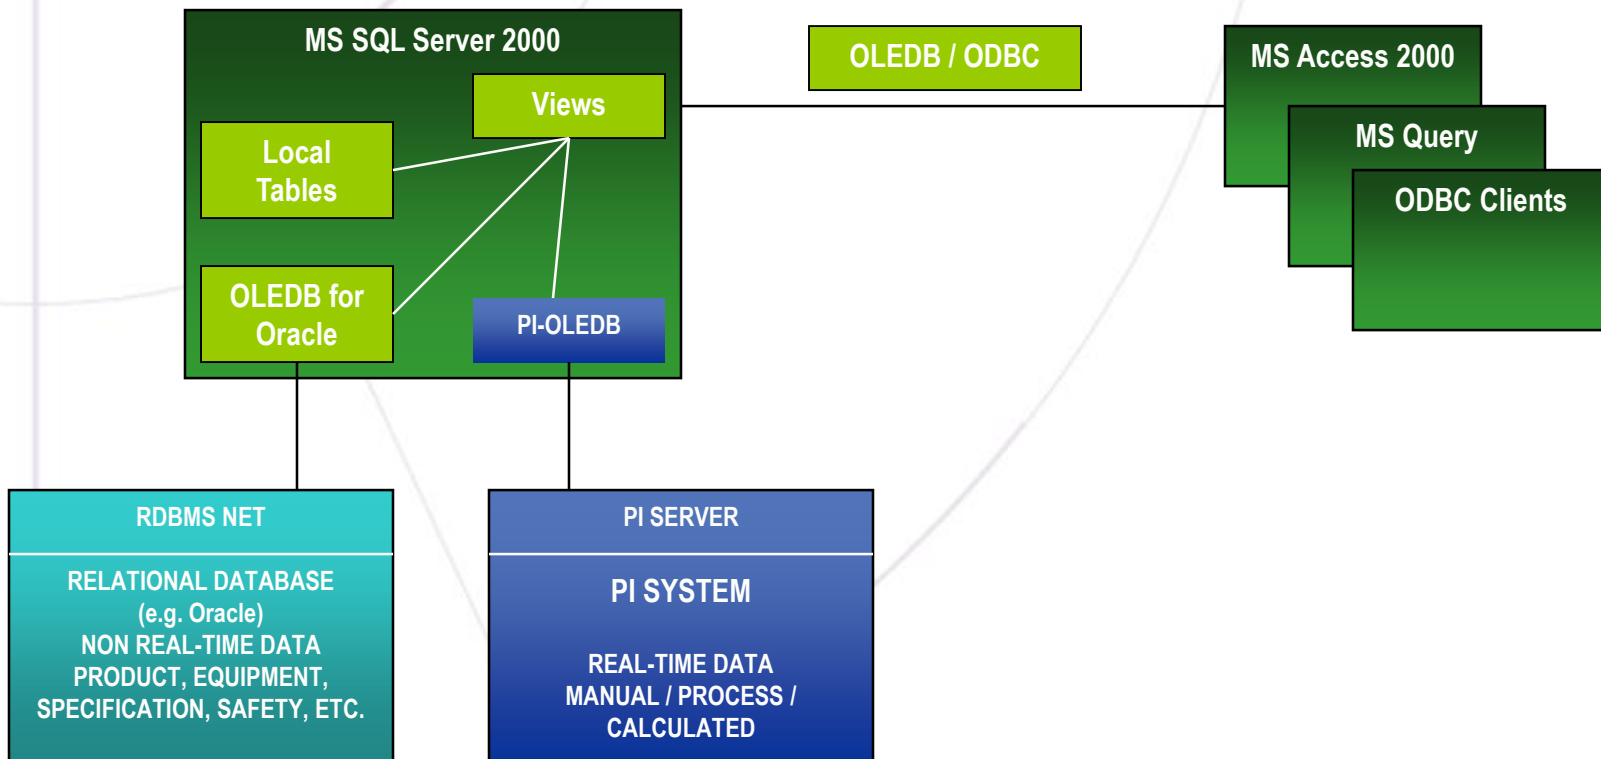 MS SQL Server 2000
OLEDB / ODBC
MS Access 2000
Views
MS Query
Local
Tables
ODBC Clients
OLEDB for
Oracle
PI-OLEDB
RDBMS NET
RELATIONAL DATABASE
(e.g. Oracle)
NON REAL-TIME DATA
PRODUCT, EQUIPMENT,
SPECIFICATION, SAFETY, ETC.
PI SERVER
PI SYSTEM
REAL-TIME DATA
MANUAL / PROCESS /
CALCULATED